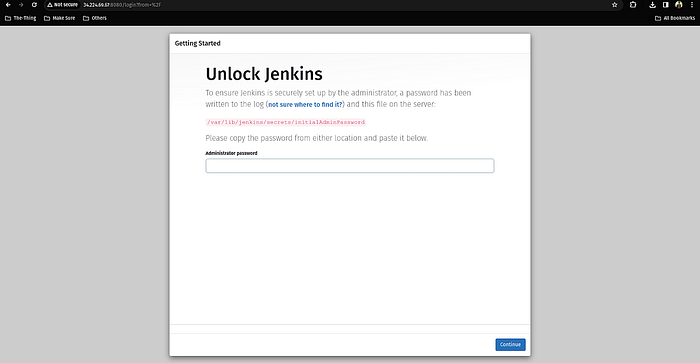 Not secure 34.224.69.57:8080/login?from=%2F
The-Thing Make Sure Others All Bookmarks
Getting Started
Unlock Jenkins
To ensure Jenkins is securely set up by the administrator, a password has been
written to the log (not sure where to find it?) and this file on the server:
/var/lib/jenkins/secrets/initialAdminPassword
Please copy the password from either location and paste it below.
Administrator password
Continue